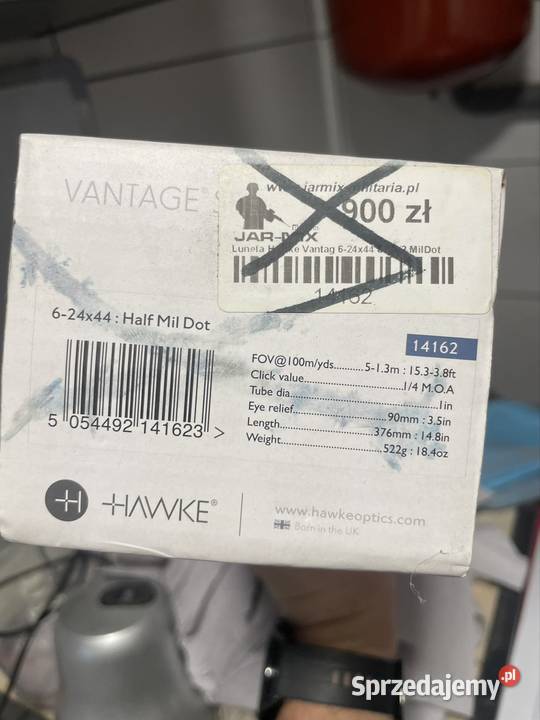 VANTAGE®
www.jarmix-militaria.pl
900 zł
JAR-MIX
Luneta Hawke Vantag 6-24x44 MilDot
14162
6-24x44 : Half Mil Dot
14162
FOV@100m/yds..........5-1.3m : 15.3-3.8ft
Click value..........1/4 M.O.A
Tube dia..........1in
Eye relief..........90mm : 3.5in
Length..........376mm : 14.8in
Weight..........522g : 18.4oz
5 054492 141623 >
H HAWKE®
www.hawkeoptics.com
Born in the UK
Sprzedajemy .pl